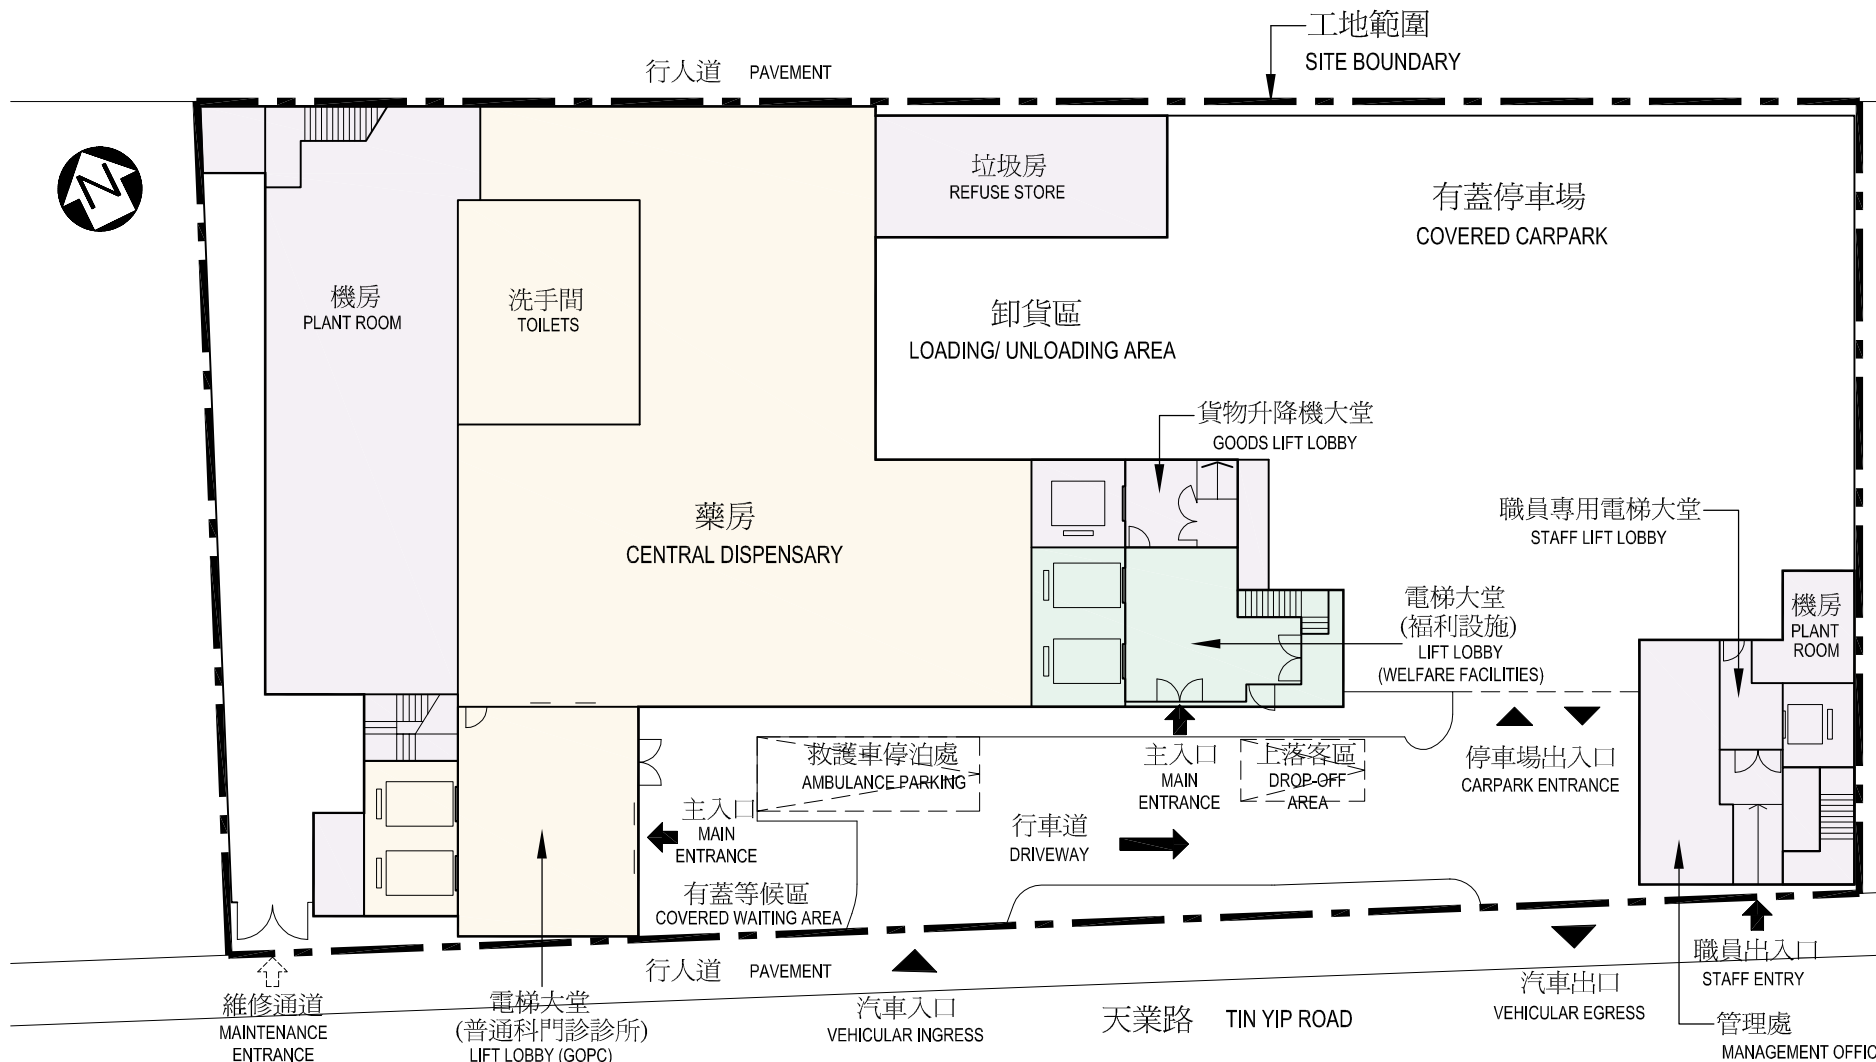 工地範圍
SITE BOUNDARY
行人道 PAVEMENT
N
垃圾房
REFUSE STORE
有蓋停車場
COVERED CARPARK
機房
PLANT ROOM
洗手間
TOILETS
卸貨區
LOADING/ UNLOADING AREA
貨物升降機大堂
GOODS LIFT LOBBY
藥房
CENTRAL DISPENSARY
職員專用電梯大堂
STAFF LIFT LOBBY
電梯大堂
(福利設施)
LIFT LOBBY
(WELFARE FACILITIES)
機房
PLANT
ROOM
救護車停泊處
AMBULANCE PARKING
主入口
MAIN
ENTRANCE
上落客區
DROP-OFF
AREA
停車場出入口
CARPARK ENTRANCE
主入口
MAIN
ENTRANCE
行車道
DRIVEWAY
有蓋等候區
COVERED WAITING AREA
行人道 PAVEMENT
維修通道
MAINTENANCE
ENTRANCE
電梯大堂
(普通科門診診所)
LIFT LOBBY (GOPC)
汽車入口
VEHICULAR INGRESS
天業路 TIN YIP ROAD
汽車出口
VEHICULAR EGRESS
職員出入口
STAFF ENTRY
管理處
MANAGEMENT OFFIC